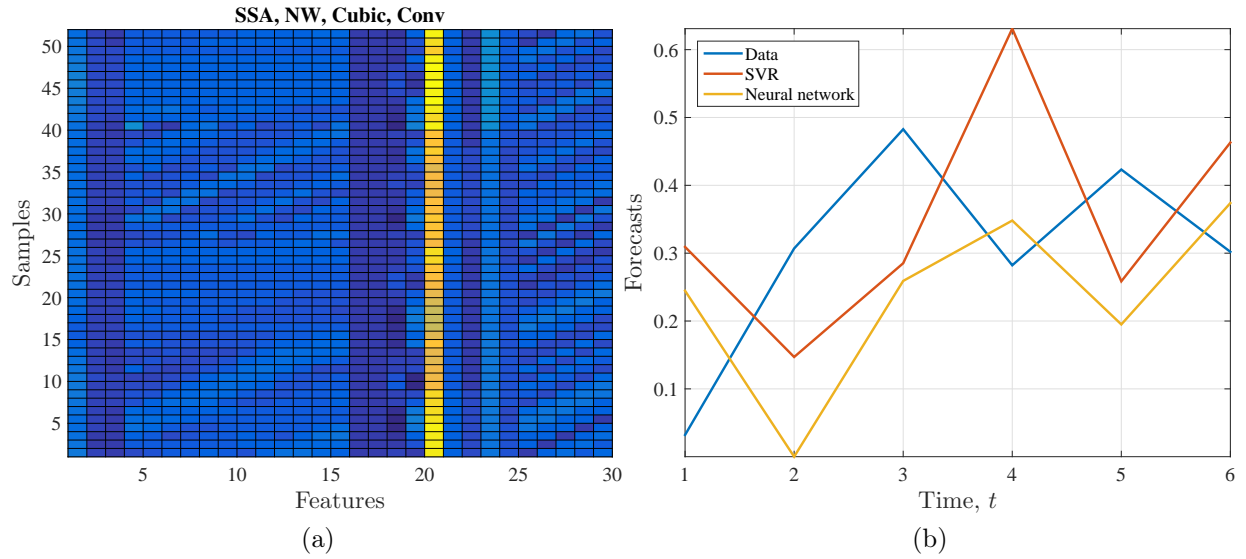 SSA, NW, Cubic, Conv
50
45
40
35
30
25
20
15
10
5
Samples
5 10 15 20 25 30
Features
(a)
Data
SVR
Neural network
0.6
0.5
0.4
0.3
0.2
0.1
Forecasts
1 2 3 4 5 6
Time, t
(b)